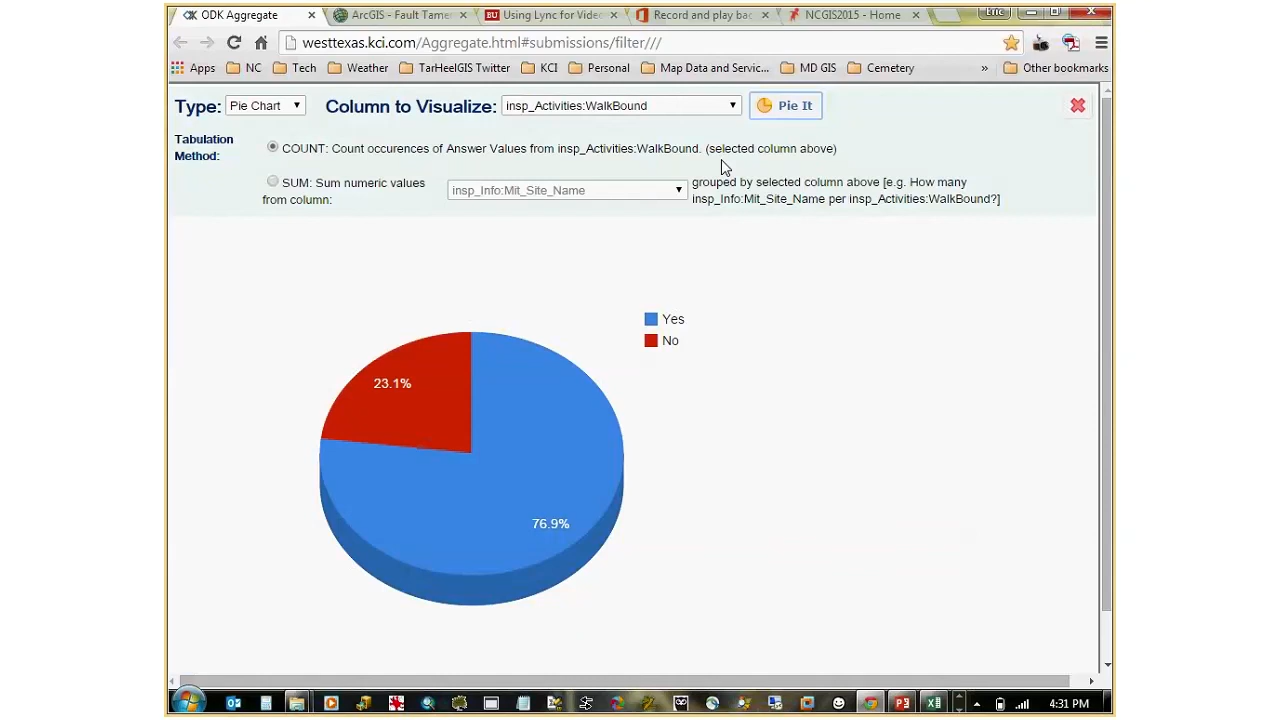 ODK Aggregate
ArcGIS - Fault Tamer
Using Lync for Video
Record and play bac
NCGIS2015 - Home
Eric
westtexas.kci.com/Aggregate.html#submissions/filter///
Apps
NC
Tech
Weather
TarHeelGIS Twitter
KCI
Personal
Map Data and Servic...
MD GIS
Cemetery
»
Other bookmarks
Type: Pie Chart Column to Visualize: insp_Activities:WalkBound Pie It
Tabulation
Method:
COUNT: Count occurences of Answer Values from insp_Activities:WalkBound. (selected column above)
SUM: Sum numeric values
from column:
insp_Info:Mit_Site_Name
grouped by selected column above [e.g. How many
insp_Info:Mit_Site_Name per insp_Activities:WalkBound?]
Yes
No
23.1%
76.9%
4:31 PM